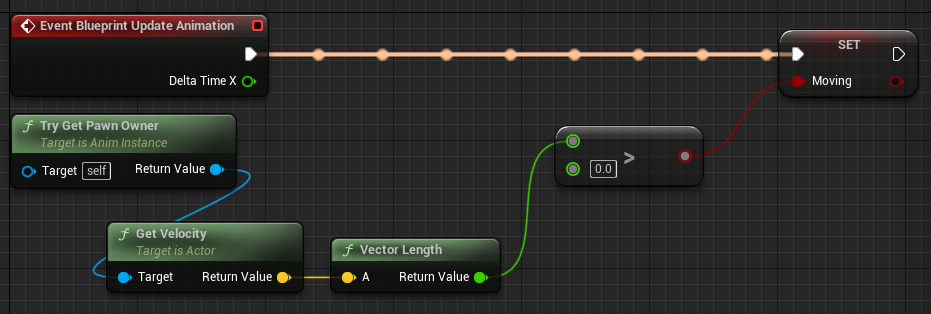 Event Blueprint Update Animation
Delta Time X
SET
Moving
Try Get Pawn Owner
Target is Anim Instance
Target self Return Value
0.0 >
Get Velocity
Target is Actor
Target Return Value
Vector Length
A Return Value